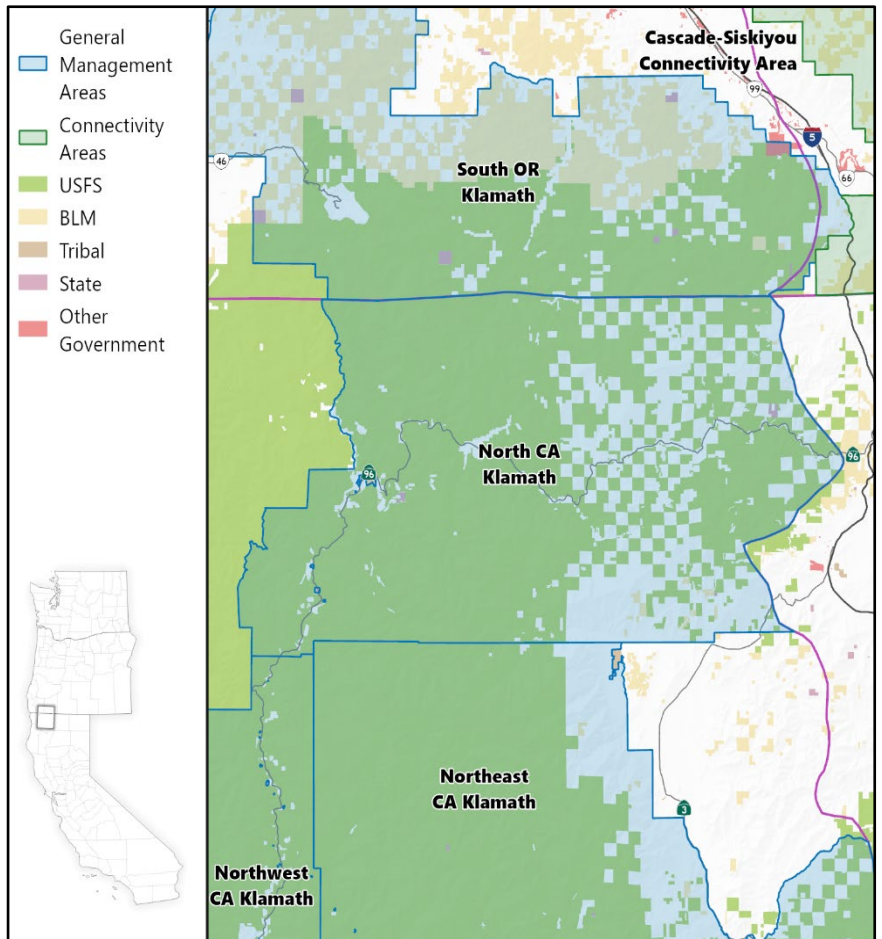 General
Management
Areas
Connectivity
Areas
USFS
BLM
Tribal
State
Other
Government
Cascade-Siskiyou
Connectivity Area
99
5
46
66
South OR
Klamath
North CA
Klamath
96
96
Northeast
CA Klamath
3
Northwest
CA Klamath